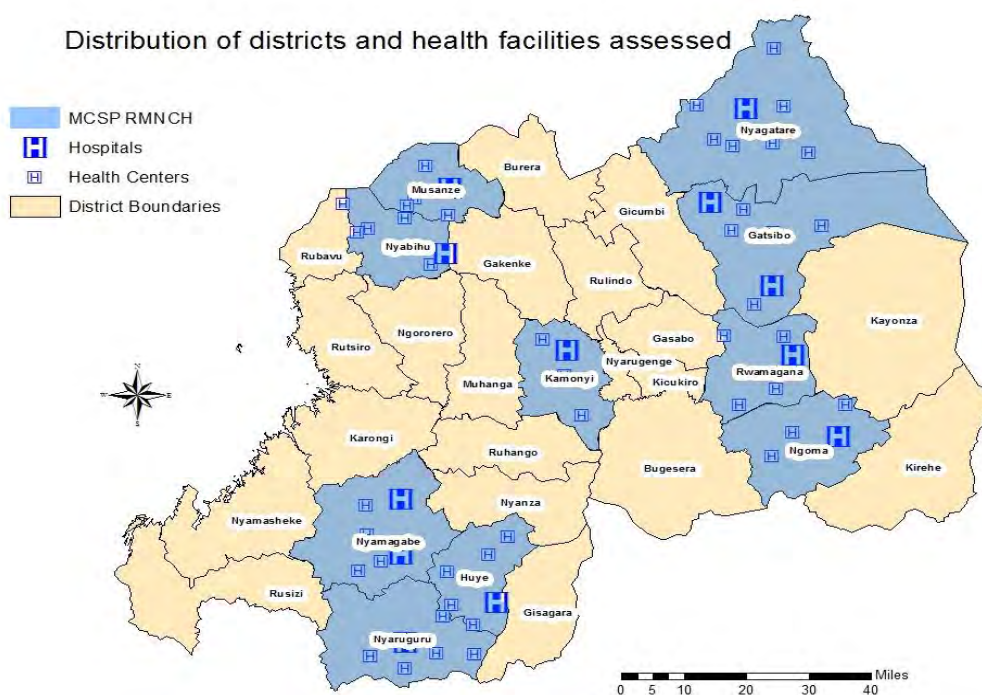 Distribution of districts and health facilities assessed
MCSP RMNCH
H Hospitals
H Health Centers
District Boundaries
Nyagatare
Burera
Musanze
Gicumbi
Gatsibo
Nyabihu
Rubavu
Gakenke
Rulindo
Kayonza
Ngororero
Gasabo
Rutsiro
Nyarugenge
Rwamagana
Kamonyi
Kicukiro
Muhanga
N
W E
S
Karongi
Ruhango
Ngoma
Bugesera
Kirehe
Nyanza
Nyamasheke
Nyamagabe
Huye
Rusizi
Gisagara
Nyaruguru
Miles
0 5 10 20 30 40